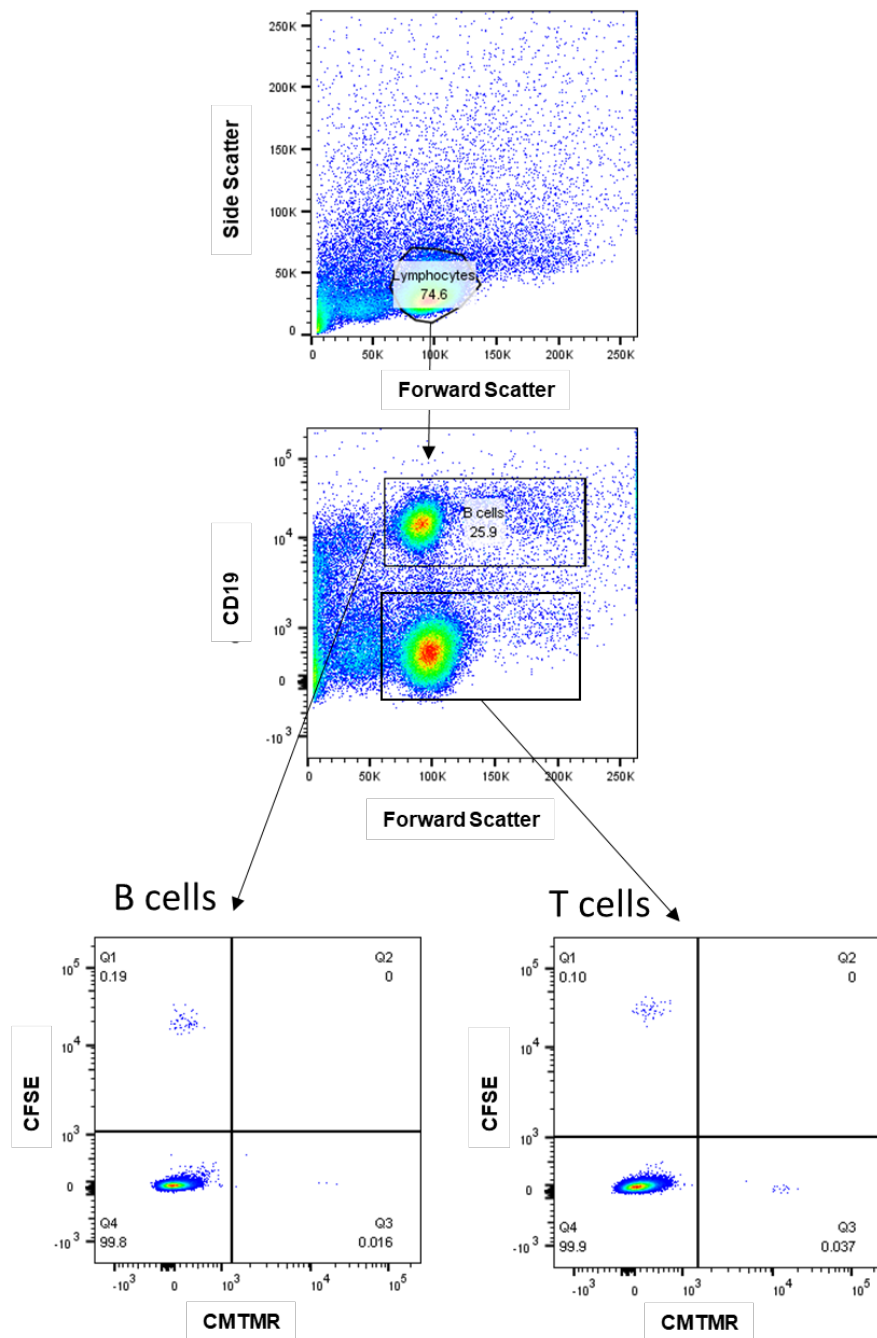 250K
200K
Side Scatter
150K
100K
50K
Lymphocytes
74.6
0
0 50K 100K 150K 200K 250K
Forward Scatter
10 5
B cells
25.9
10 4
CD19
10 3
0
-10 3
0 50K 100K 150K 200K 250K
Forward Scatter
B cells
Q1
0.19
Q2
0
10 5
10 4
CFSE
10 3
0
Q4
99.8
Q3
0.016
-10 3
-10 3 0 10 3 10 4 10 5
CMTMR
T cells
Q1
0.10
Q2
0
10 5
10 4
CFSE
10 3
0
Q4
99.9
Q3
0.037
-10 3
-10 3 0 10 3 10 4 10 5
CMTMR